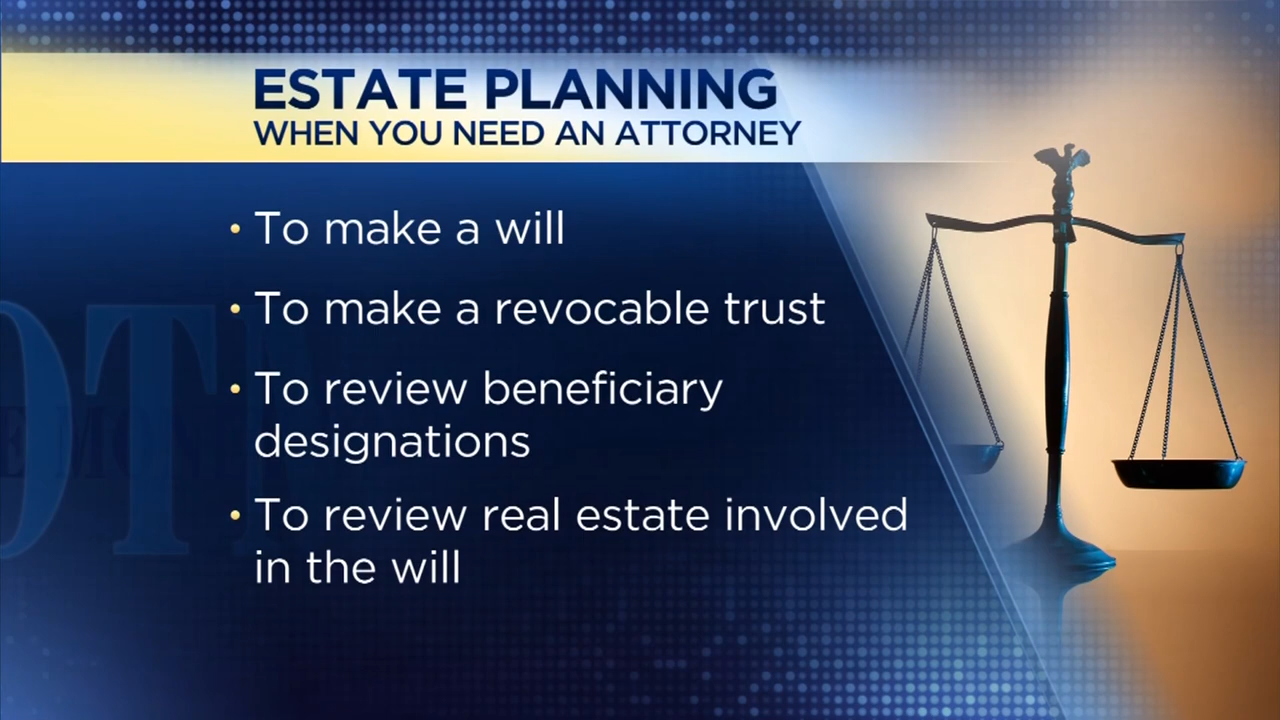 ESTATE PLANNING
WHEN YOU NEED AN ATTORNEY
• To make a will
• To make a revocable trust
• To review beneficiary
designations
• To review real estate involved
in the will